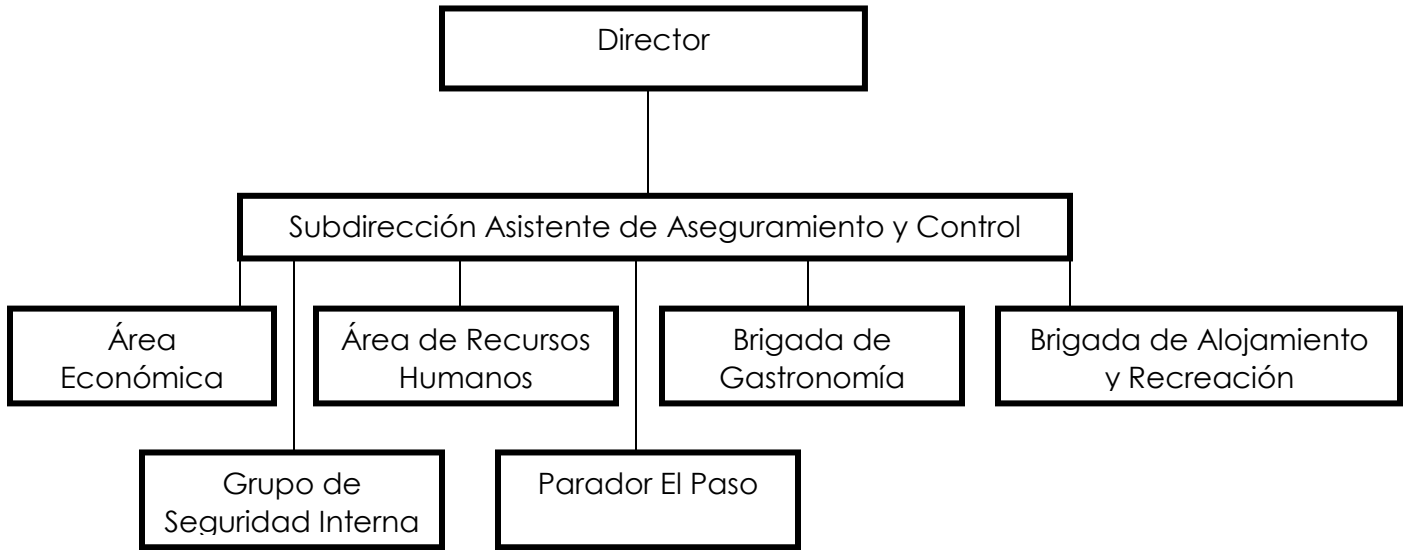 Director
Subdirección Asistente de Aseguramiento y Control
Área
Económica
Área de Recursos
Humanos
Brigada de
Gastronomía
Brigada de Alojamiento
y Recreación
Grupo de
Seguridad Interna
Parador El Paso